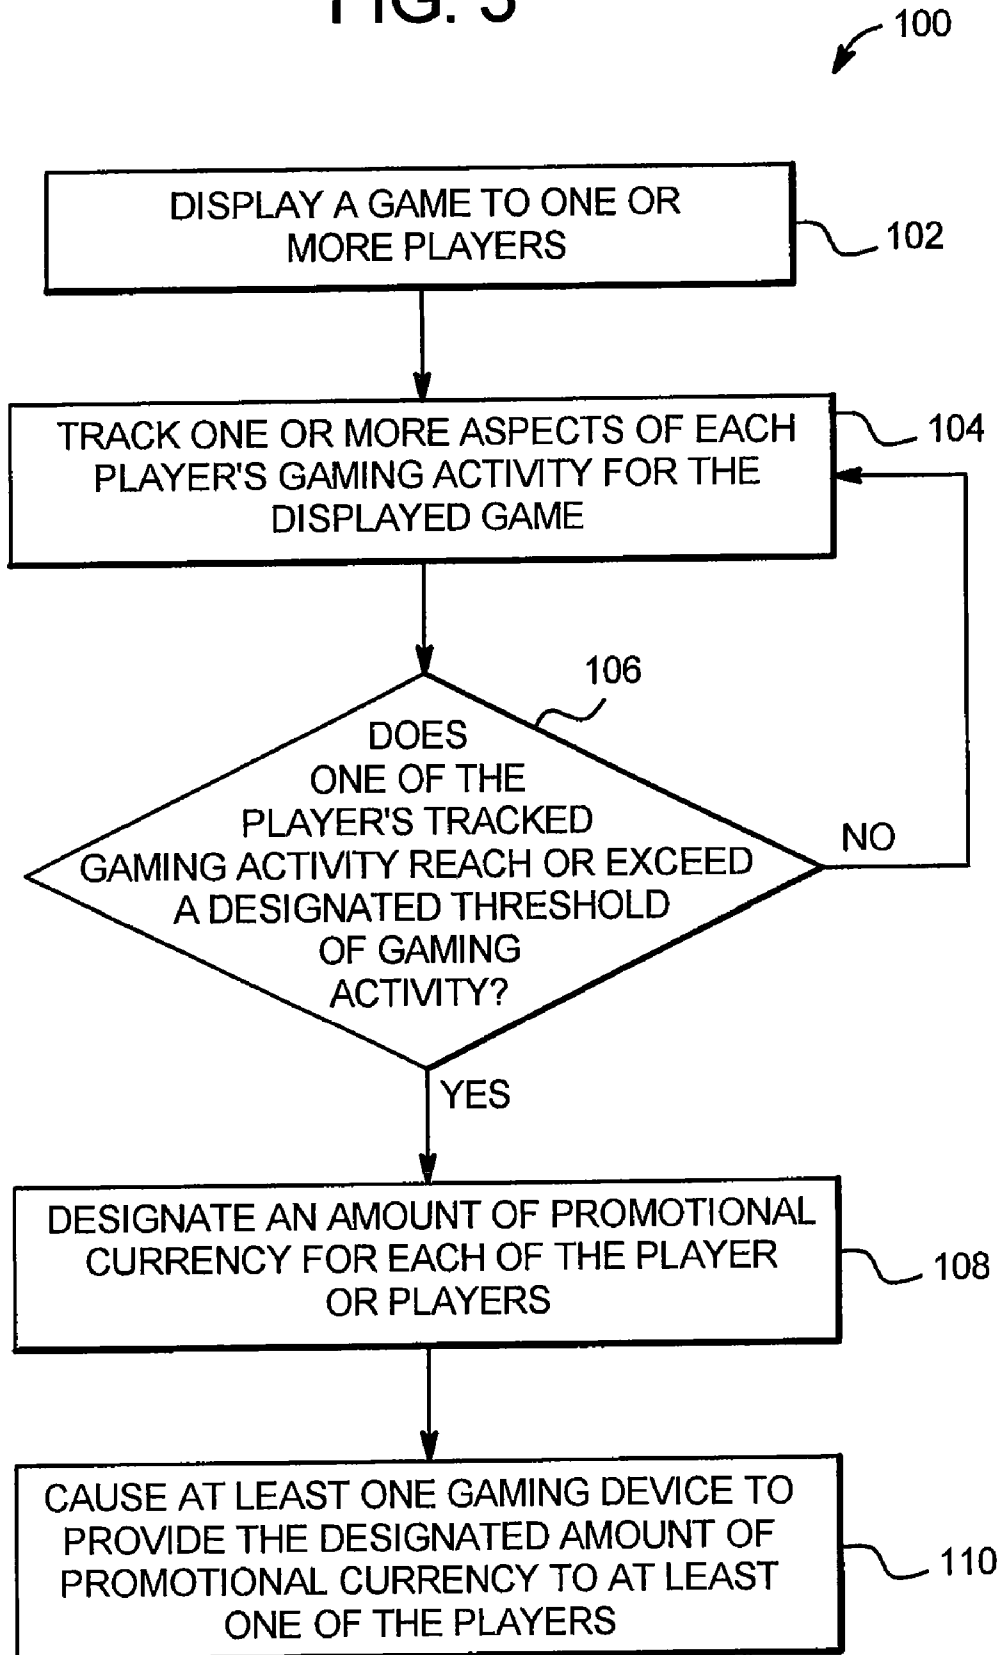 FIG. 3
100
DISPLAY A GAME TO ONE OR
MORE PLAYERS
102
TRACK ONE OR MORE ASPECTS OF EACH
PLAYER'S GAMING ACTIVITY FOR THE
DISPLAYED GAME
104
106
DOES
ONE OF THE
PLAYER'S TRACKED
GAMING ACTIVITY REACH OR EXCEED
A DESIGNATED THRESHOLD
OF GAMING
ACTIVITY?
NO
YES
DESIGNATE AN AMOUNT OF PROMOTIONAL
CURRENCY FOR EACH OF THE PLAYER
OR PLAYERS
108
CAUSE AT LEAST ONE GAMING DEVICE TO
PROVIDE THE DESIGNATED AMOUNT OF
PROMOTIONAL CURRENCY TO AT LEAST
ONE OF THE PLAYERS
110